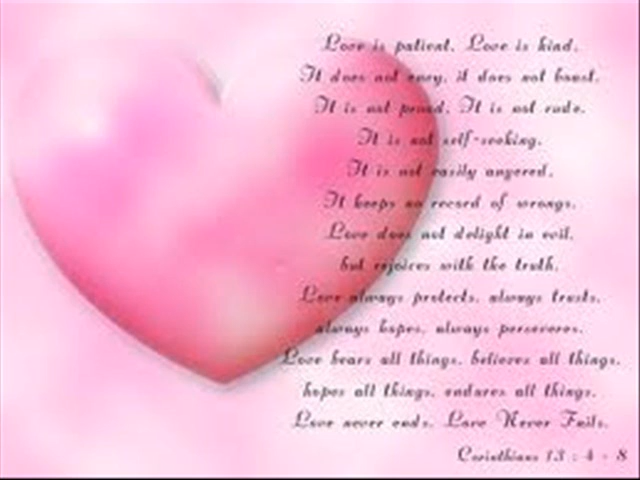 Love is patient. Love is kind.
It does not envy, it does not boast.
It is not proud. It is not rude.
It is not self-seeking.
It is not easily angered.
It keeps no record of wrongs.
Love does not delight in evil,
but rejoices with the truth.
Love always protects, always trusts,
always hopes, always perseveres.
Love bears all things, believes all things,
hopes all things, endures all things.
Love never ends. Love Never Fails.
Corinthians 13 : 4 - 8